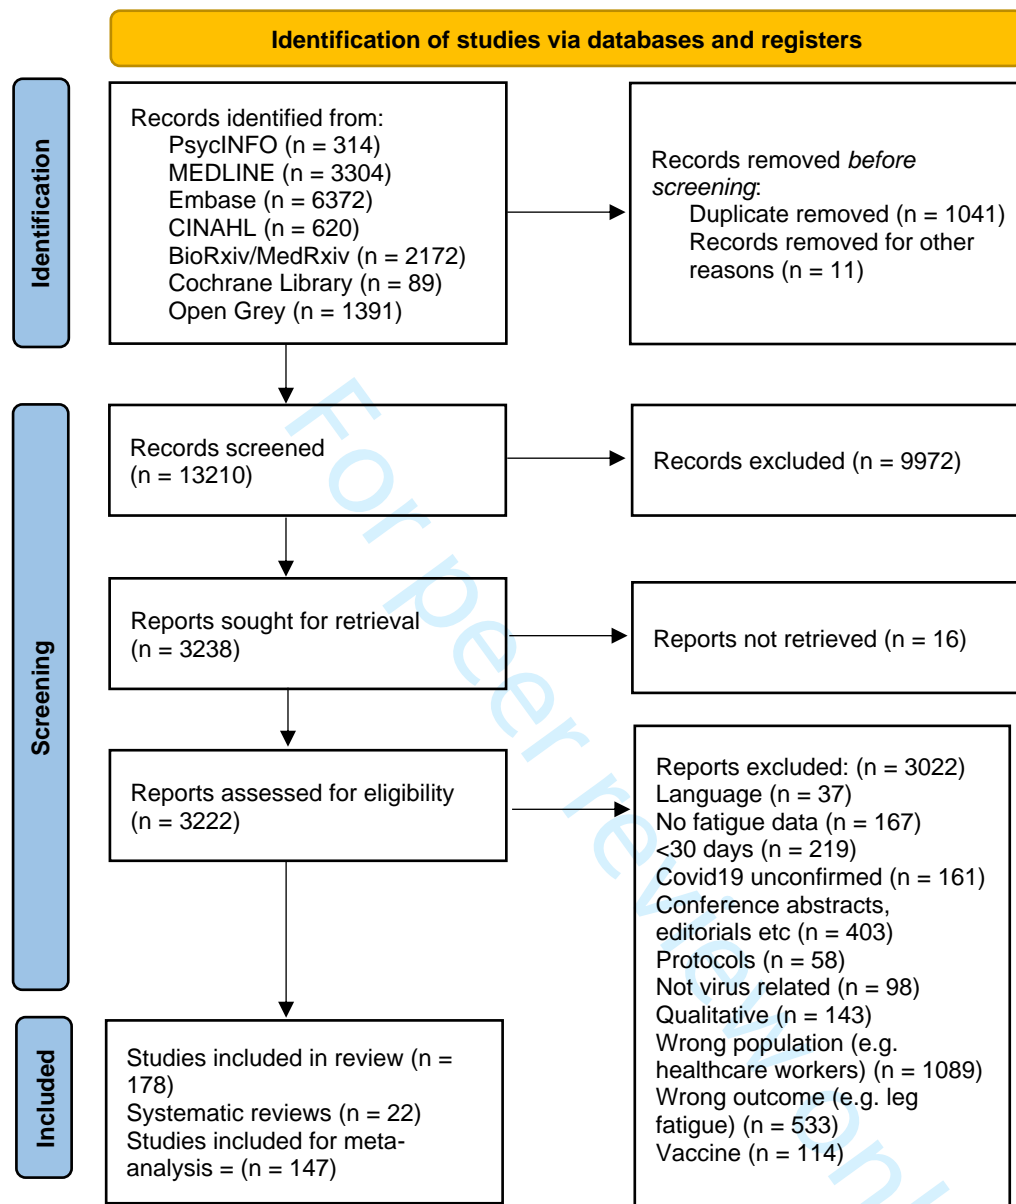 Identification of studies via databases and registers
Identification
Records identified from:
PsycINFO (n = 314)
MEDLINE (n = 3304)
Embase (n = 6372)
CINAHL (n = 620)
BioRxiv/MedRxiv (n = 2172)
Cochrane Library (n = 89)
Open Grey (n = 1391)
Records removed before
screening:
Duplicate removed (n = 1041)
Records removed for other
reasons (n = 11)
Screening
Records screened
(n = 13210)
Records excluded (n = 9972)
Reports sought for retrieval
(n = 3238)
Reports not retrieved (n = 16)
Reports assessed for eligibility
(n = 3222)
Reports excluded: (n = 3022)
Language (n = 37)
No fatigue data (n = 167)
<30 days (n = 219)
Covid19 unconfirmed (n = 161)
Conference abstracts,
editorials etc (n = 403)
Protocols (n = 58)
Not virus related (n = 98)
Qualitative (n = 143)
Wrong population (e.g.
healthcare workers) (n = 1089)
Wrong outcome (e.g. leg
fatigue) (n = 533)
Vaccine (n = 114)
Included
Studies included in review (n =
178)
Systematic reviews (n = 22)
Studies included for meta-
analysis = (n = 147)
For peer review onl